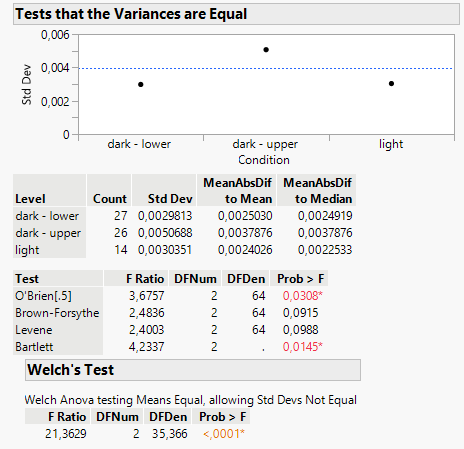 Tests that the Variances are Equal
0,006
0,004
0,002
0
Std Dev
dark - lower dark - upper light
Condition
MeanAbsDif MeanAbsDif
Level Count Std Dev to Mean to Median
dark - lower 27 0,0029813 0,0025030 0,0024919
dark - upper 26 0,0050688 0,0037876 0,0037876
light 14 0,0030351 0,0024026 0,0022533
Test F Ratio DFNum DFDen Prob > F
O'Brien[.5] 3,6757 2 64 0,0308*
Brown-Forsythe 2,4836 2 64 0,0915
Levene 2,4003 2 64 0,0988
Bartlett 4,2337 2 . 0,0145*
Welch's Test
Welch Anova testing Means Equal, allowing Std Devs Not Equal
F Ratio DFNum DFDen Prob > F
21,3629 2 35,366 <,0001*